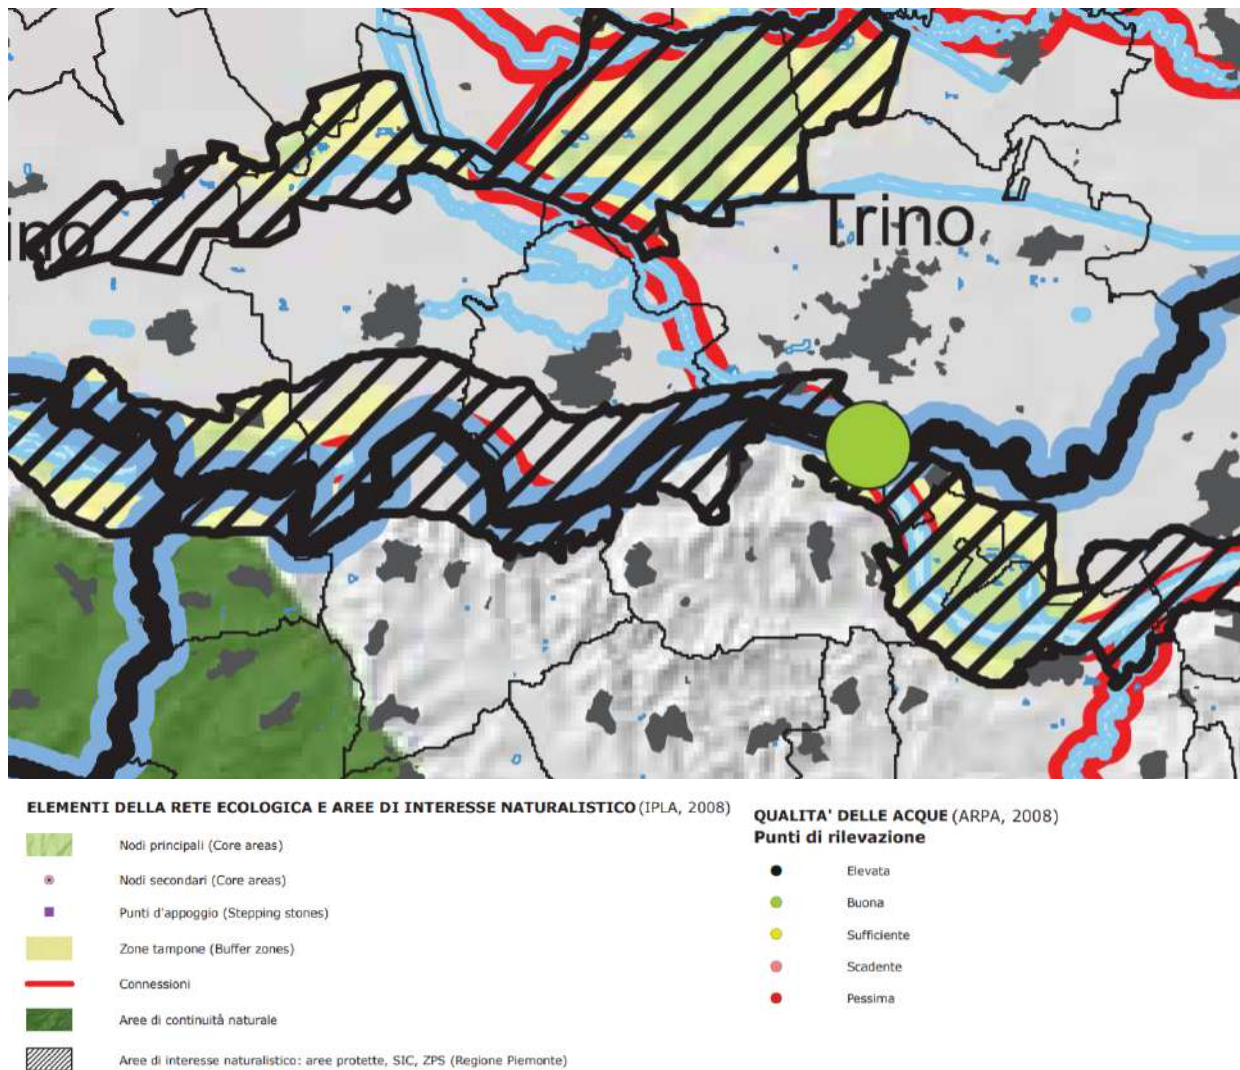 Trino
ino
ELEMENTI DELLA RETE ECOLOGICA E AREE DI INTERESSE NATURALISTICO (IPLA, 2008)
Nodi principali (Core areas)
Nodi secondari (Core areas)
Punti d'appoggio (Stepping stones)
Zone tampone (Buffer zones)
Connessioni
Aree di continuità naturale
Aree di interesse naturalistico: aree protette, SIC, ZPS (Regione Piemonte)
QUALITA' DELLE ACQUE (ARPA, 2008)
Punti di rilevazione
Elevata
Buona
Sufficiente
Scadente
Pessima